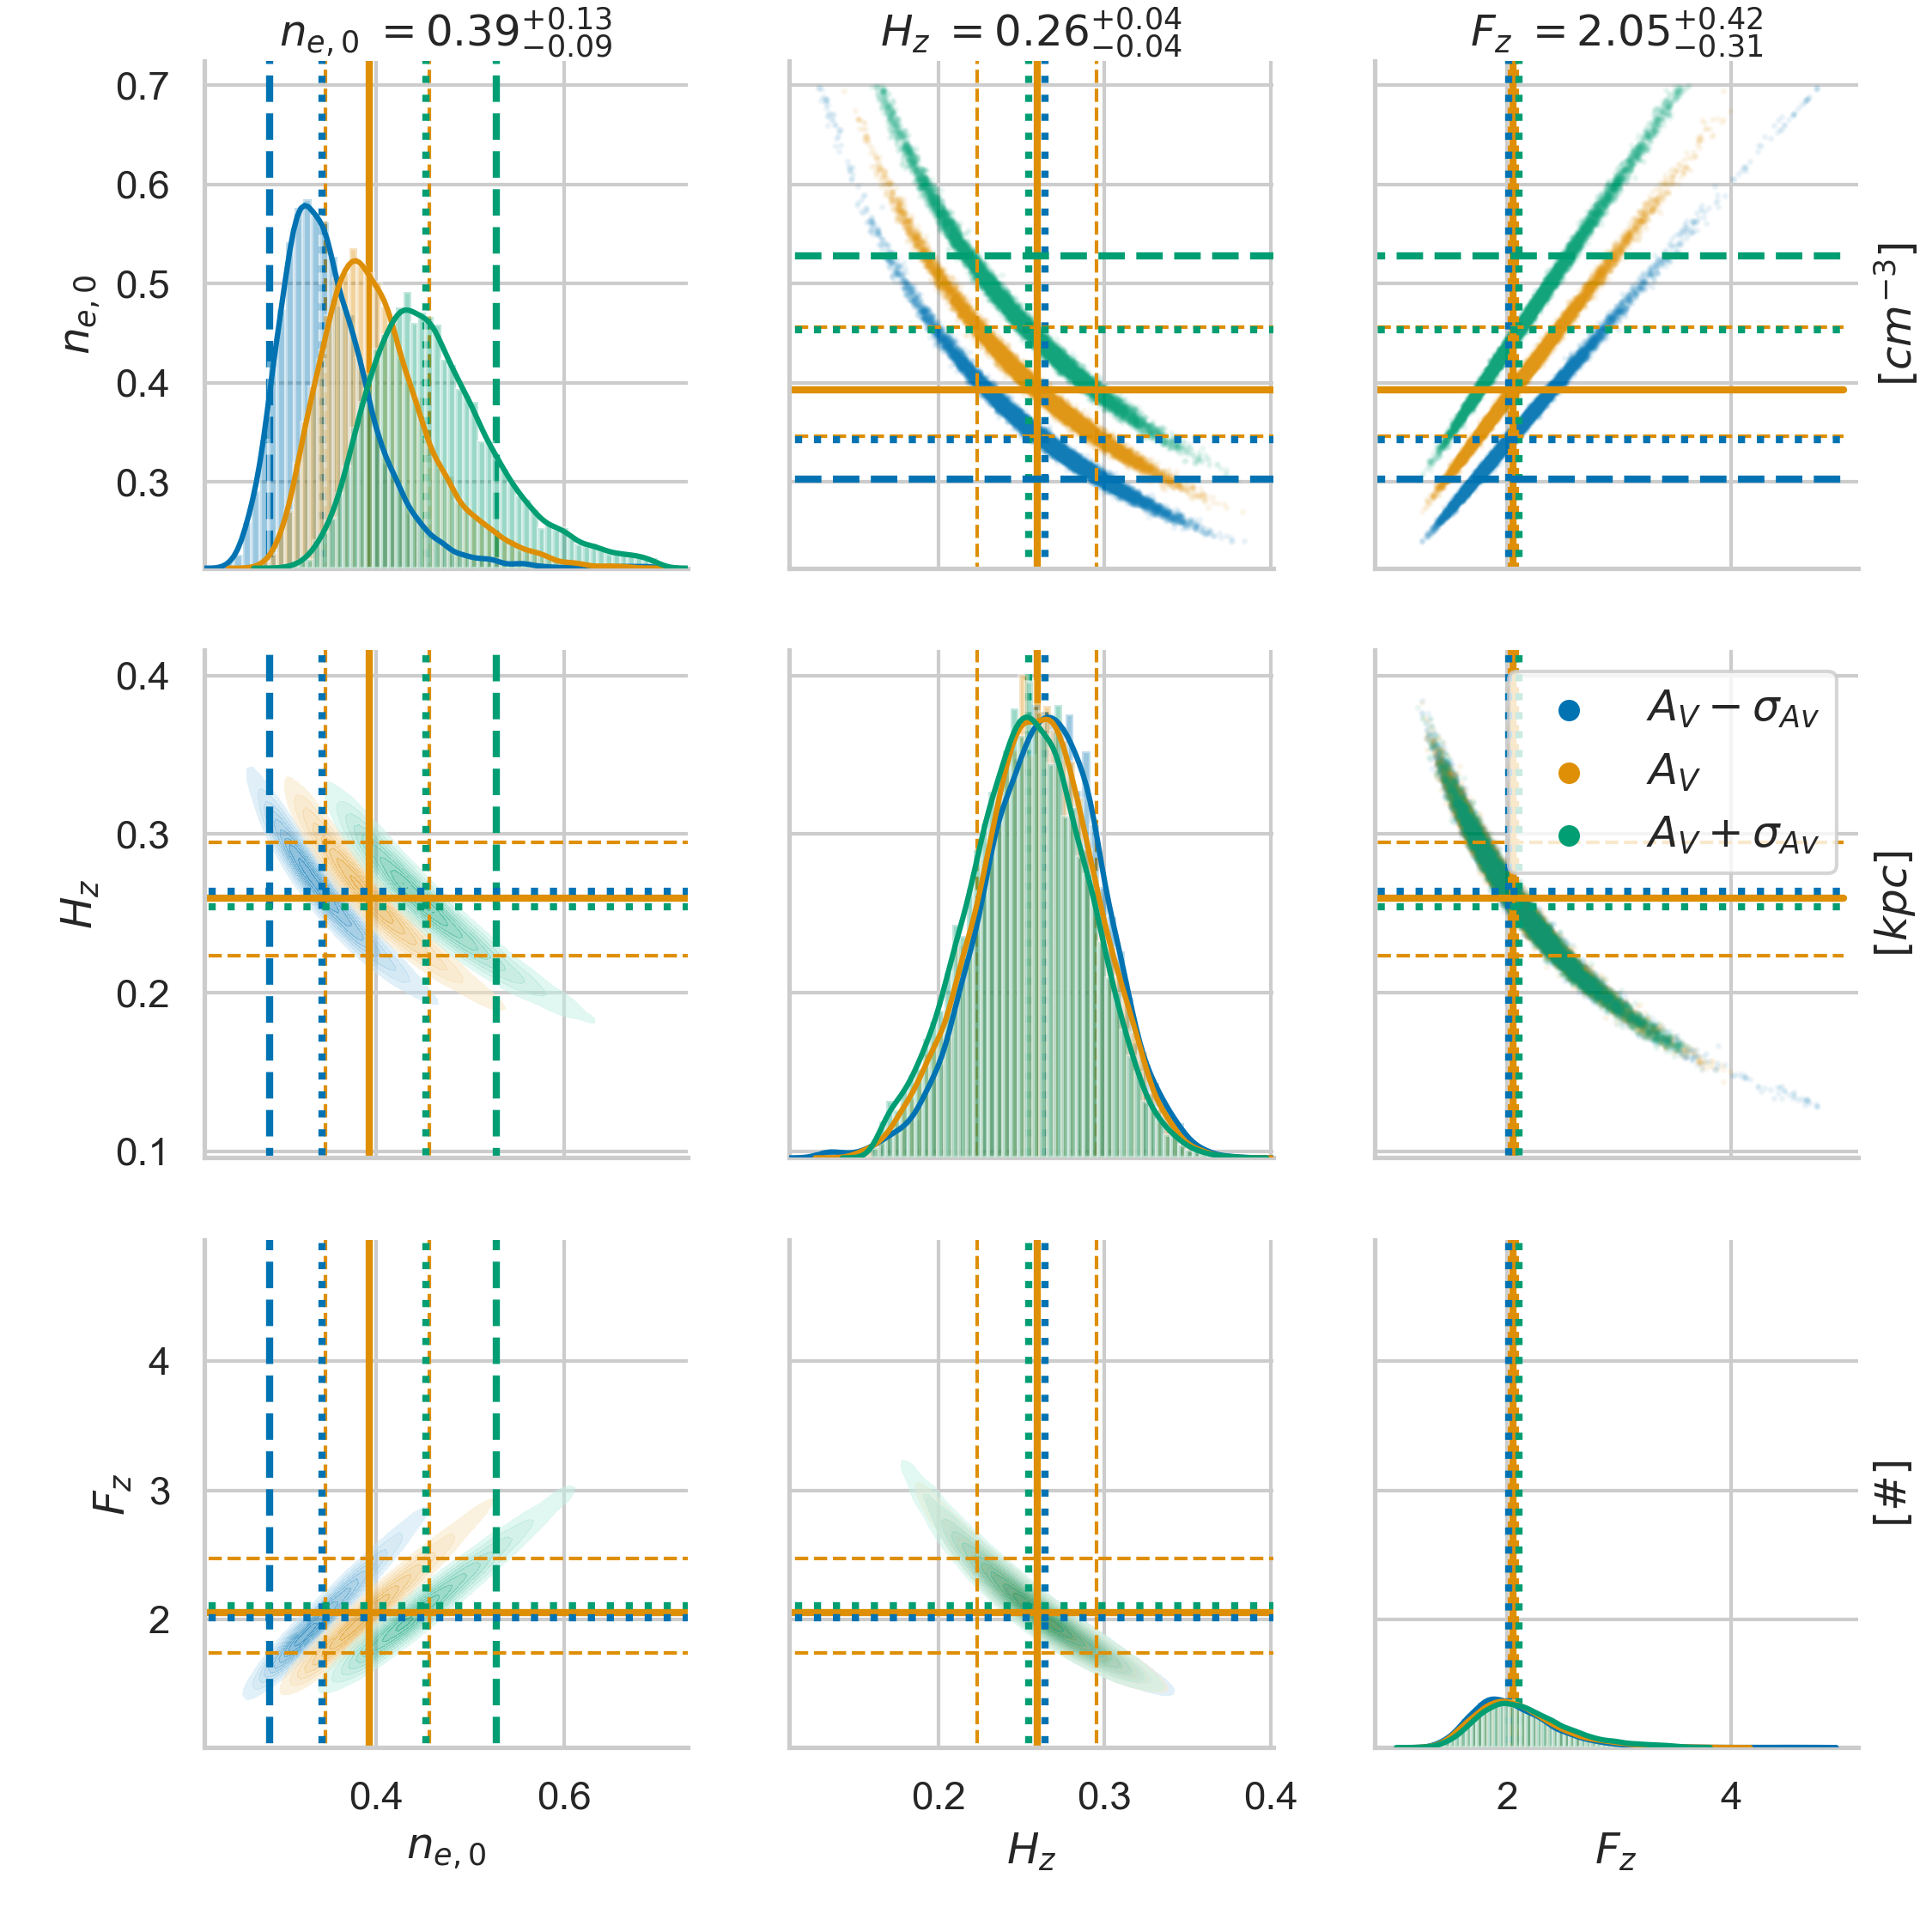 n_{e,0} = 0.39^{+0.13}_{-0.09}
H_z = 0.26^{+0.04}_{-0.04}
F_z = 2.05^{+0.42}_{-0.31}
0.7
0.6
0.5
0.4
0.3
n_{e,0}
[cm^{-3}]
0.4
0.3
0.2
0.1
H_z
A_V − σ_{Av}
A_V
A_V + σ_{Av}
[kpc]
4
3
2
F_z
[#]
0.4 0.6
0.2 0.3 0.4
2 4
n_{e,0}
H_z
F_z